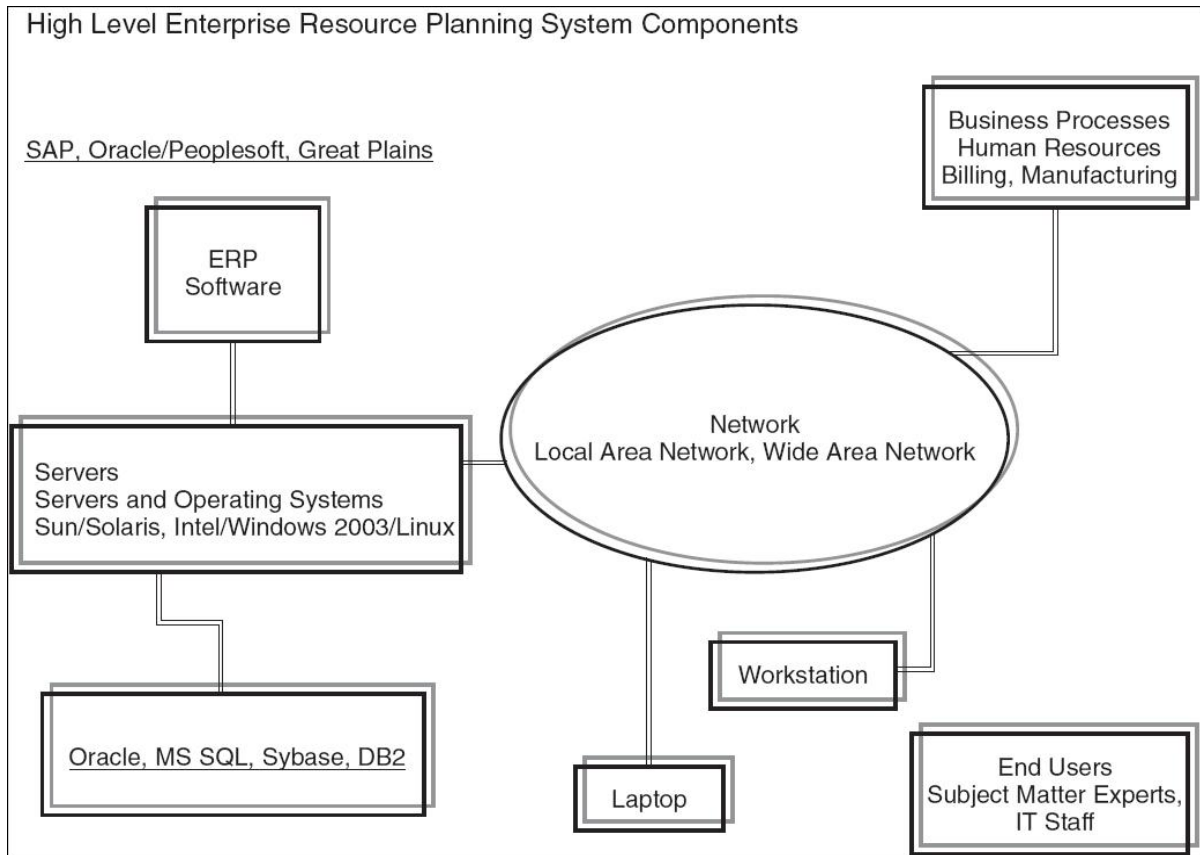 High Level Enterprise Resource Planning System Components
Business Processes
Human Resources
Billing, Manufacturing
SAP, Oracle/Peoplesoft, Great Plains
ERP
Software
Network
Local Area Network, Wide Area Network
Servers
Servers and Operating Systems
Sun/Solaris, Intel/Windows 2003/Linux
Workstation
Oracle, MS SQL, Sybase, DB2
Laptop
End Users
Subject Matter Experts,
IT Staff